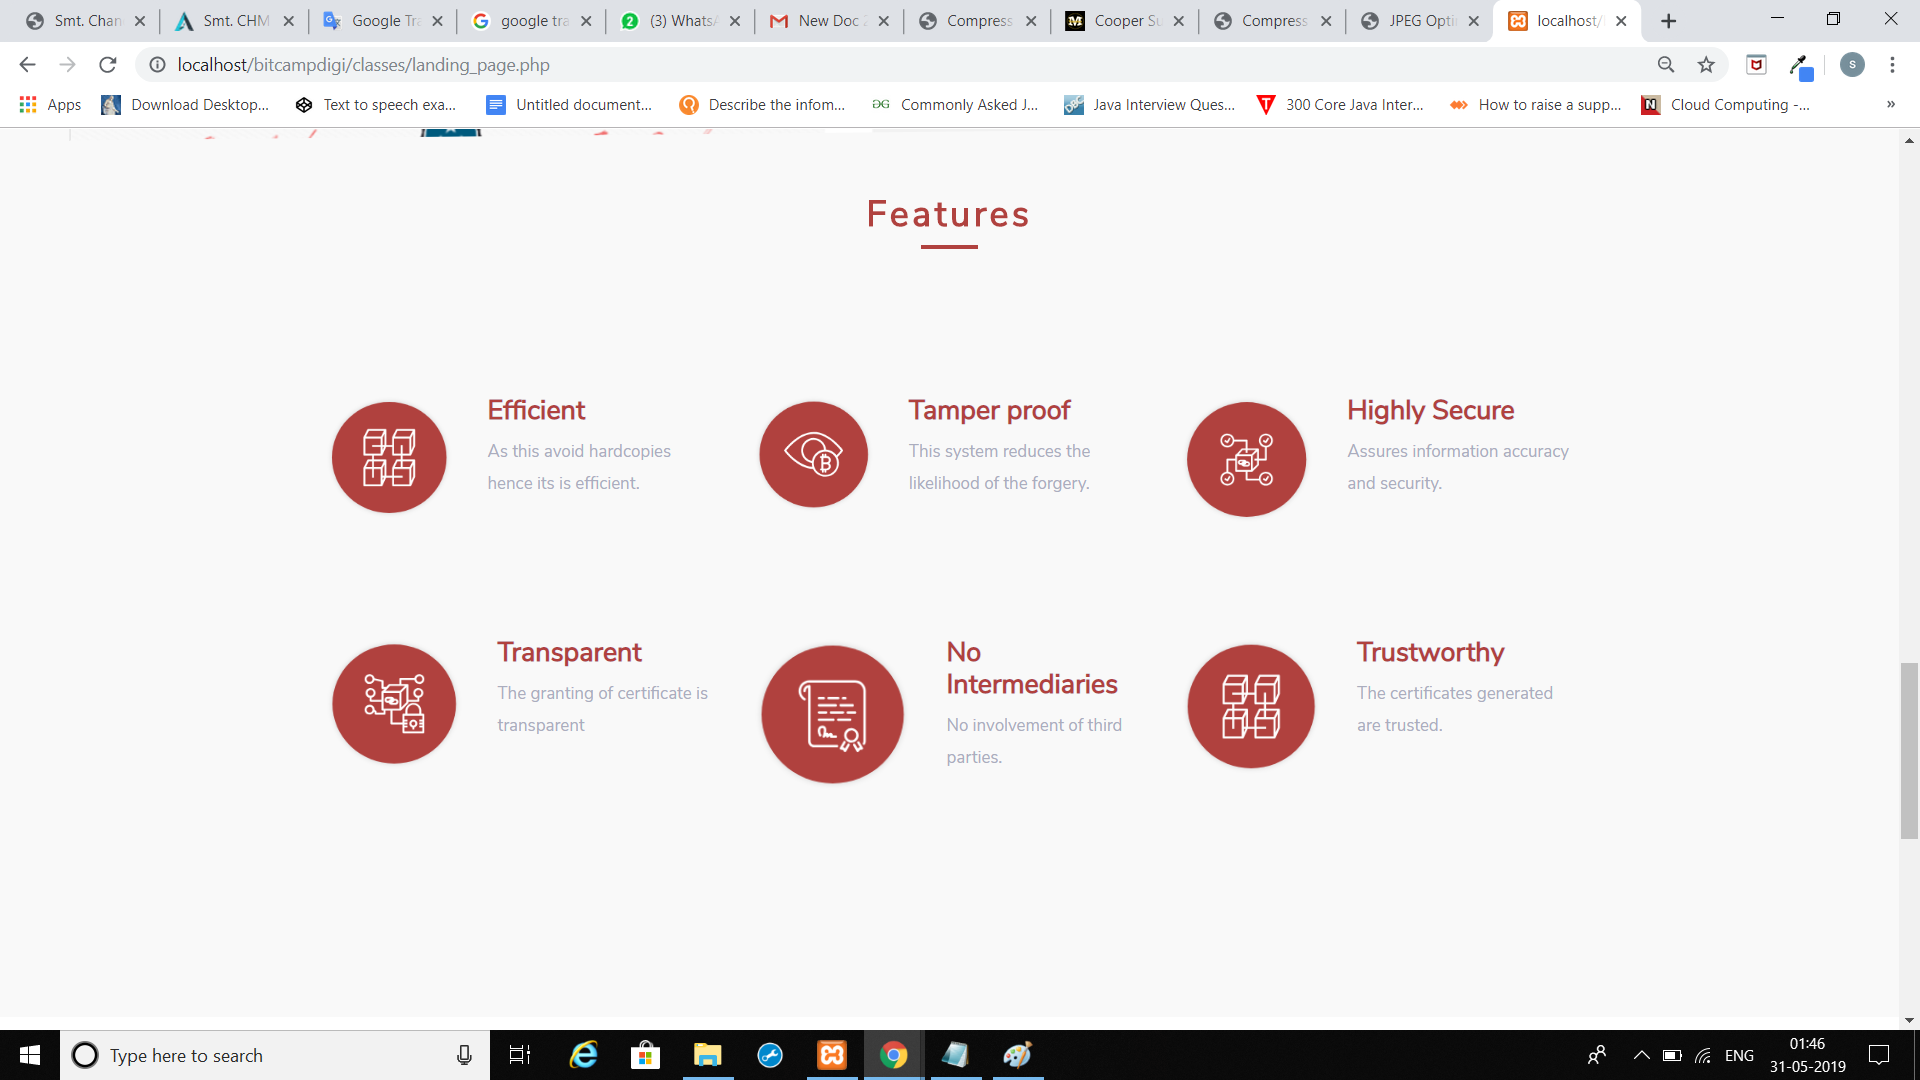 Smt. Chan
Smt. CHM
Google Tra
google tra
(3) WhatsA
New Doc 2
Compress
Cooper Su
Compress
JPEG Opti
localhost/
localhost/bitcampdigi/classes/landing_page.php
S
Apps
Download Desktop...
Text to speech exa...
Untitled document...
Describe the infom...
Commonly Asked J...
Java Interview Ques...
300 Core Java Inter...
How to raise a supp...
Cloud Computing -...
»
Features
Efficient
As this avoid hardcopies
hence its is efficient.
Tamper proof
This system reduces the
likelihood of the forgery.
Highly Secure
Assures information accuracy
and security.
Transparent
The granting of certificate is
transparent
No
Intermediaries
No involvement of third
parties.
Trustworthy
The certificates generated
are trusted.
Type here to search
ENG
01:46
31-05-2019